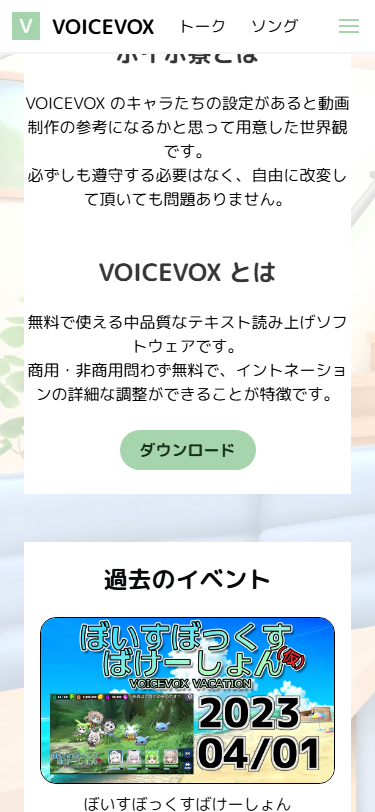 V VOICEVOX トーク ソング
ボイボ寮とは
VOICEVOX のキャラたちの設定があると動画
制作の参考になるかと思って用意した世界観
です。
必ずしも遵守する必要はなく、自由に改変し
て頂いても問題ありません。
VOICEVOX とは
無料で使える中品質なテキスト読み上げソフ
トウェアです。
商用・非商用問わず無料で、イントネーショ
ンの詳細な調整ができることが特徴です。
ダウンロード
過去のイベント
ぼいすぼっくす
ばけーしょん(仮)
VOICEVOX VACATION
2023
04/01
ぼいすぼっくすばけーしょん